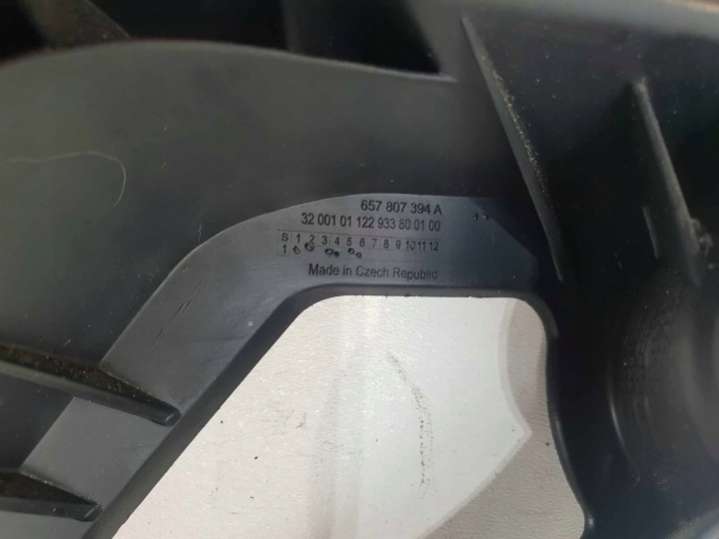 657 807 394 A
32 001 01 122 933 80 01 00
S 1 2 3 4 5 6 7 8 9 10 11 12
1
Made in Czech Republic